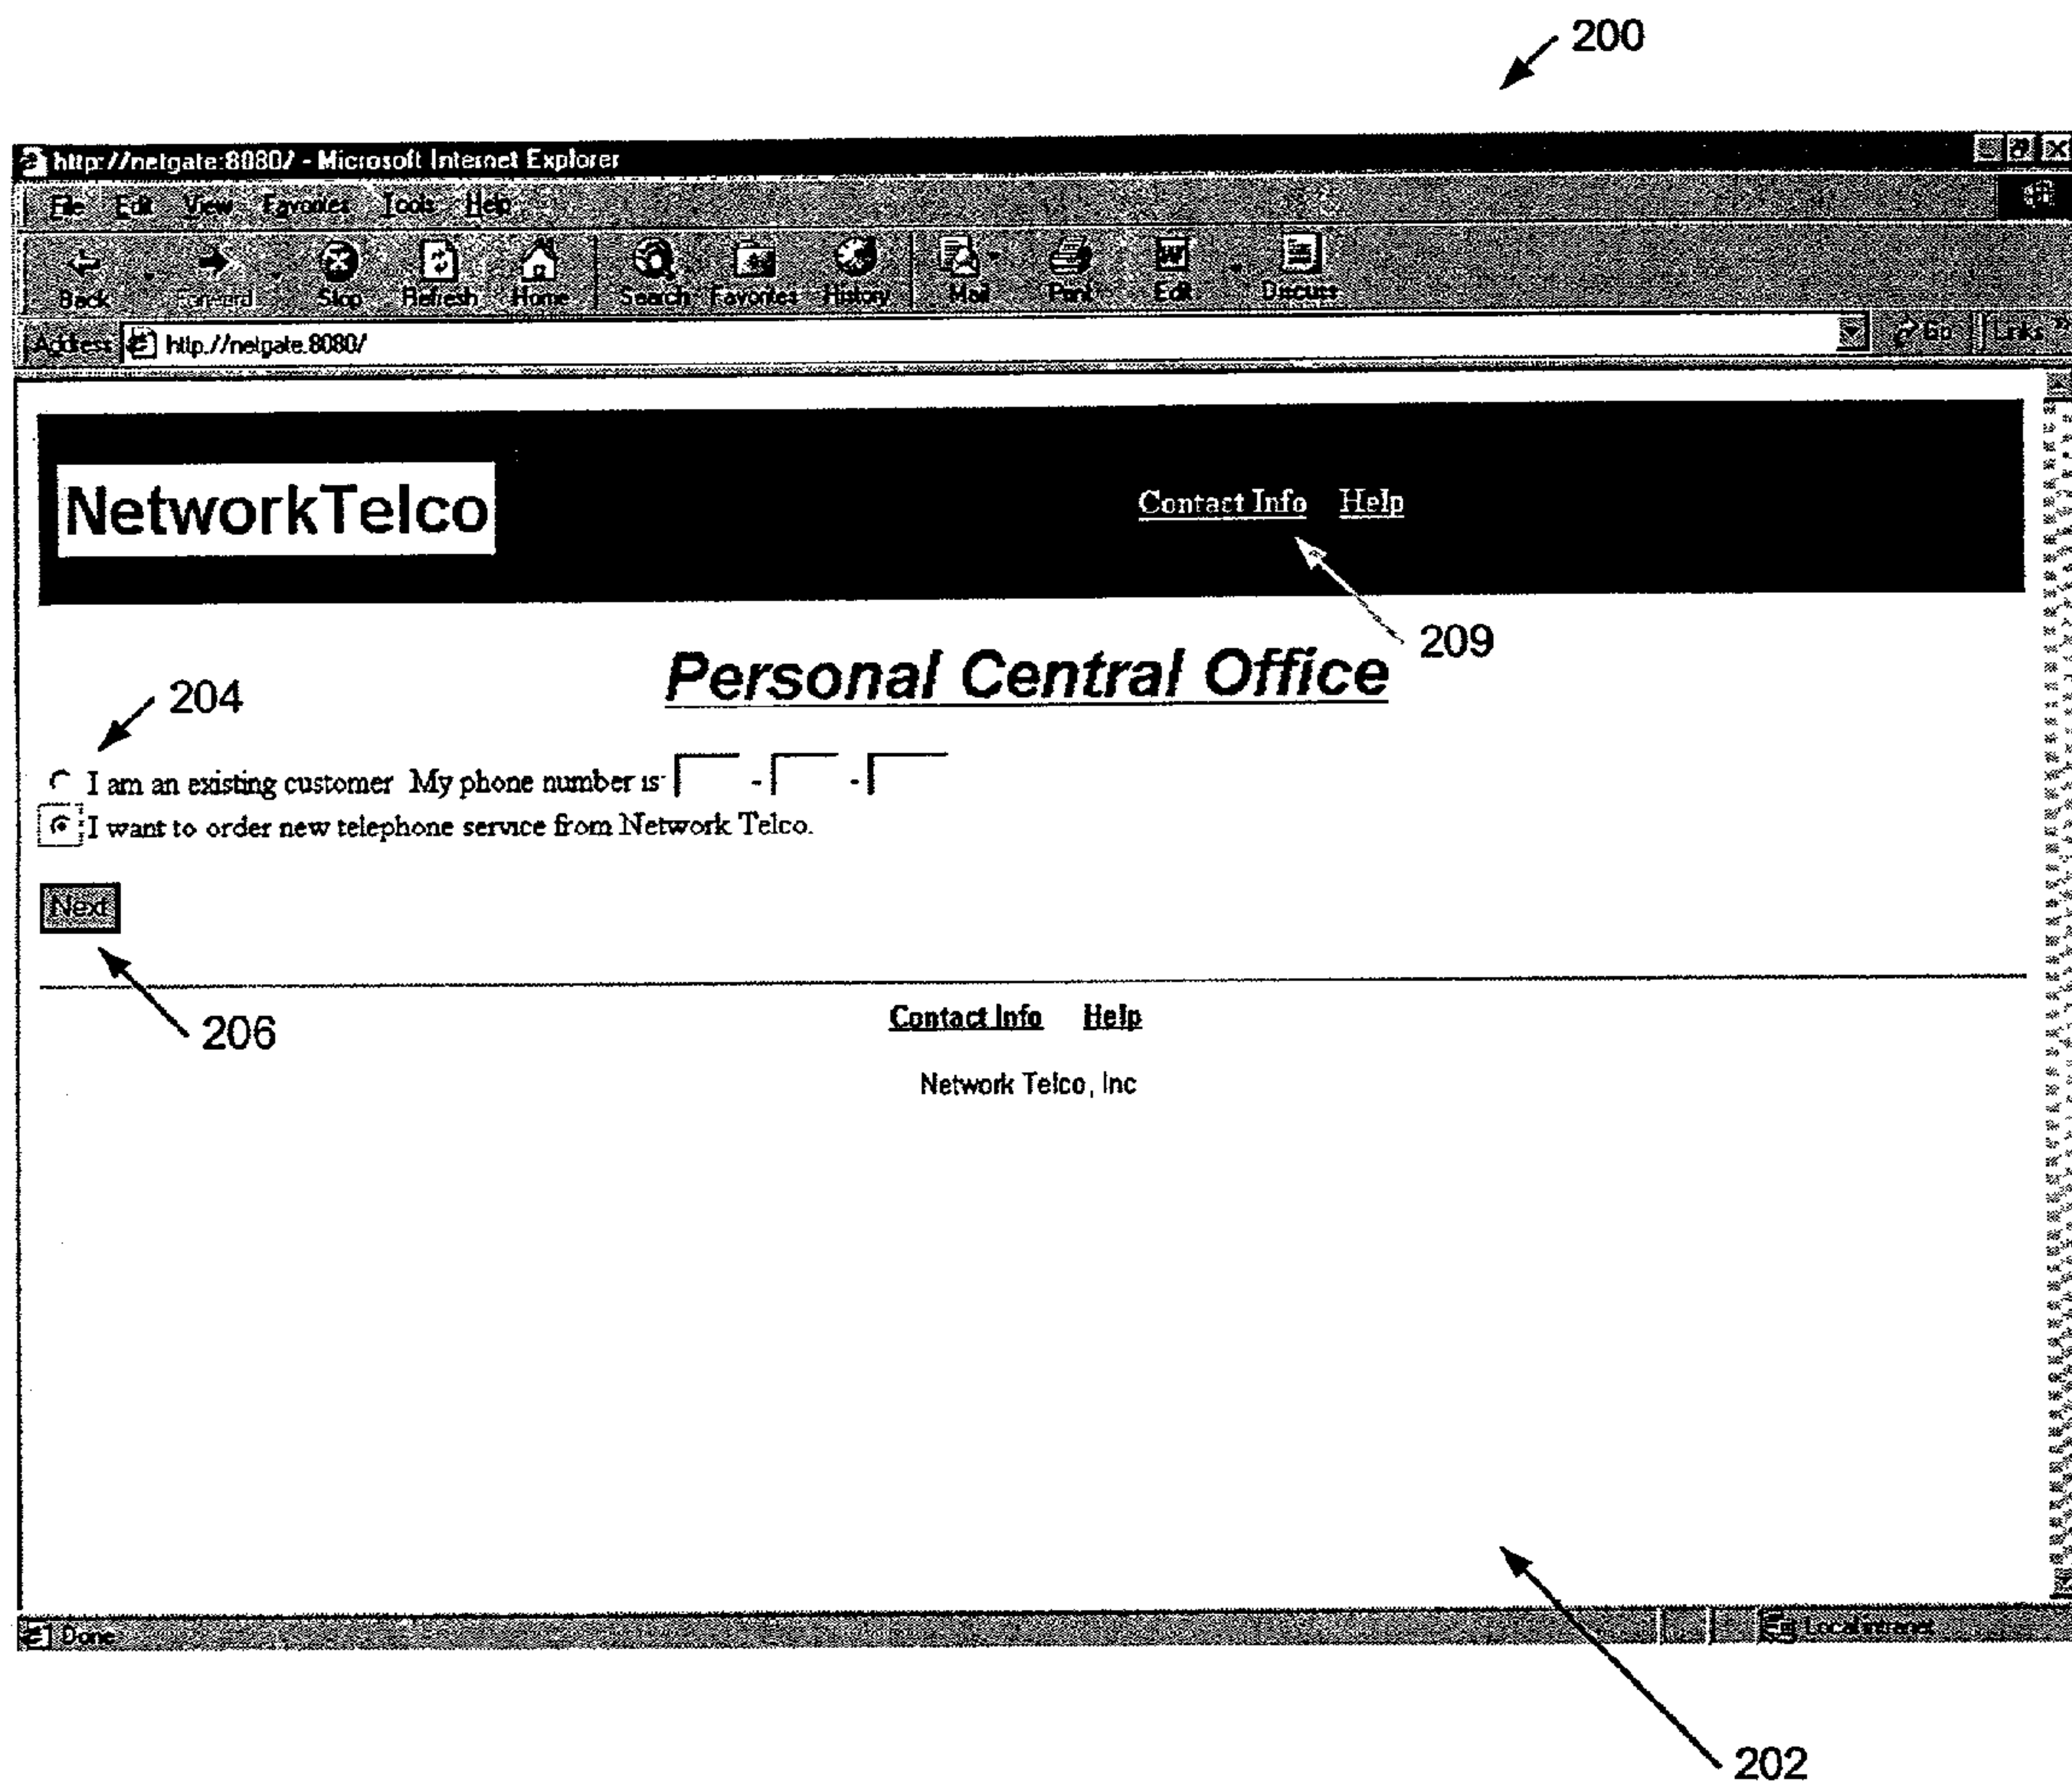 200
http://netgate:8080/ - Microsoft Internet Explorer
File Edit View Favorites Tools Help
Back Forward Stop Refresh Home Search Favorites History Mail Print Edit Discuss
Address http://netgate:8080/ Go Links »
NetworkTelco Contact Info Help
209
Personal Central Office
204
I am an existing customer My phone number is: - -
I want to order new telephone service from Network Telco.
Next
206
Contact Info Help
Network Telco, Inc
Done Local intranet
202